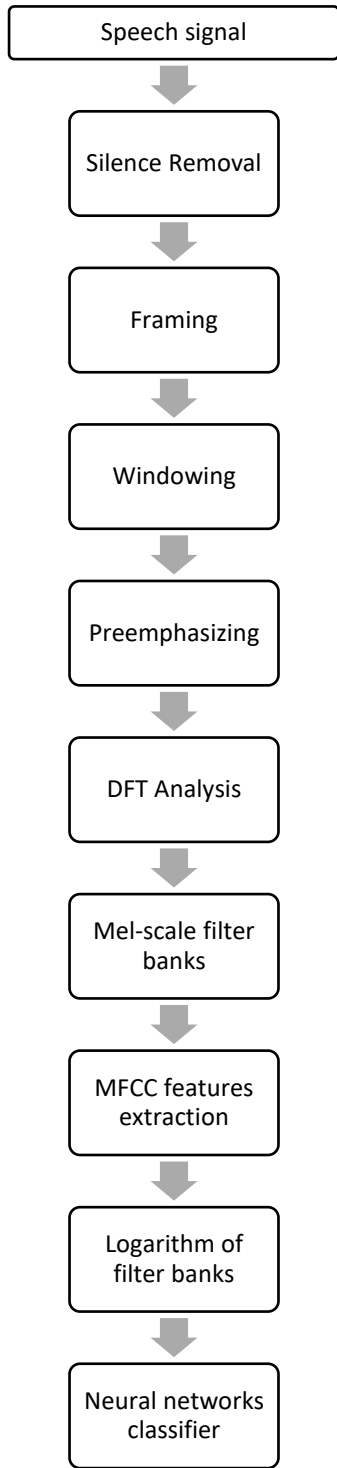 Speech signal
Silence Removal
Framing
Windowing
Preemphasizing
DFT Analysis
Mel-scale filter
banks
MFCC features
extraction
Logarithm of
filter banks
Neural networks
classifier